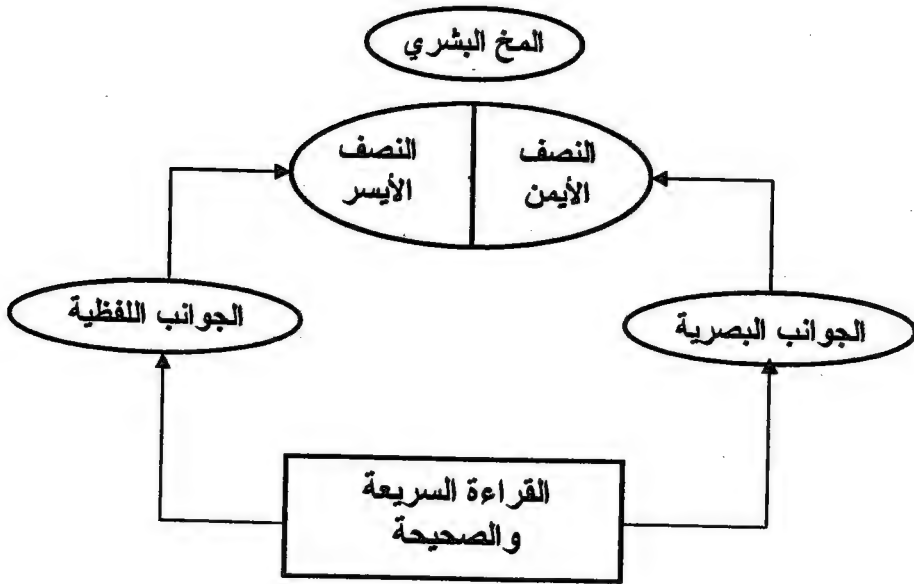 المخ البشري
النصف
الأيمن
النصف
الأيسر
الجوانب البصرية
الجوانب اللفظية
القراءة السريعة
والصحيحة